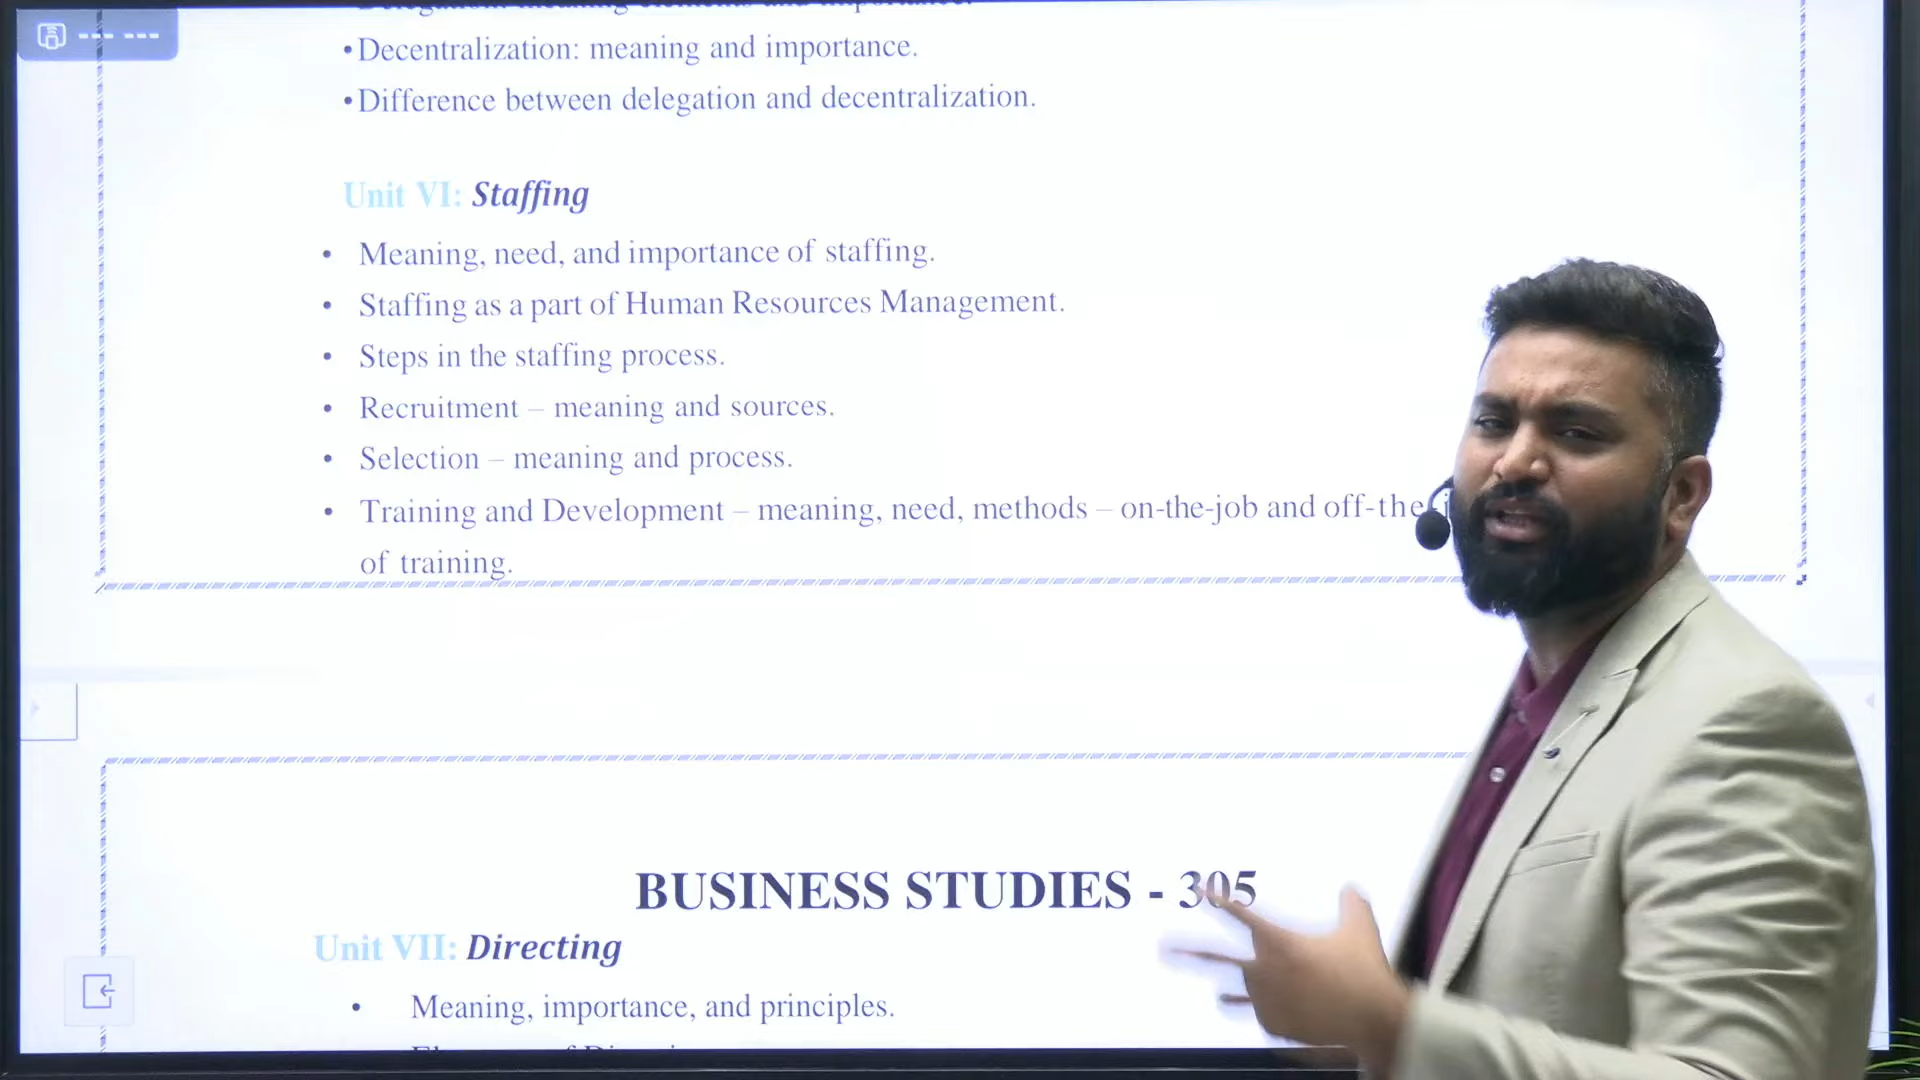 •Decentralization: meaning and importance.
•Difference between delegation and decentralization.
Unit VI: Staffing
• Meaning, need, and importance of staffing.
• Staffing as a part of Human Resources Management.
• Steps in the staffing process.
• Recruitment – meaning and sources.
• Selection – meaning and process.
• Training and Development – meaning, need, methods – on-the-job and off-the
of training.
BUSINESS STUDIES - 305
Unit VII: Directing
• Meaning, importance, and principles.